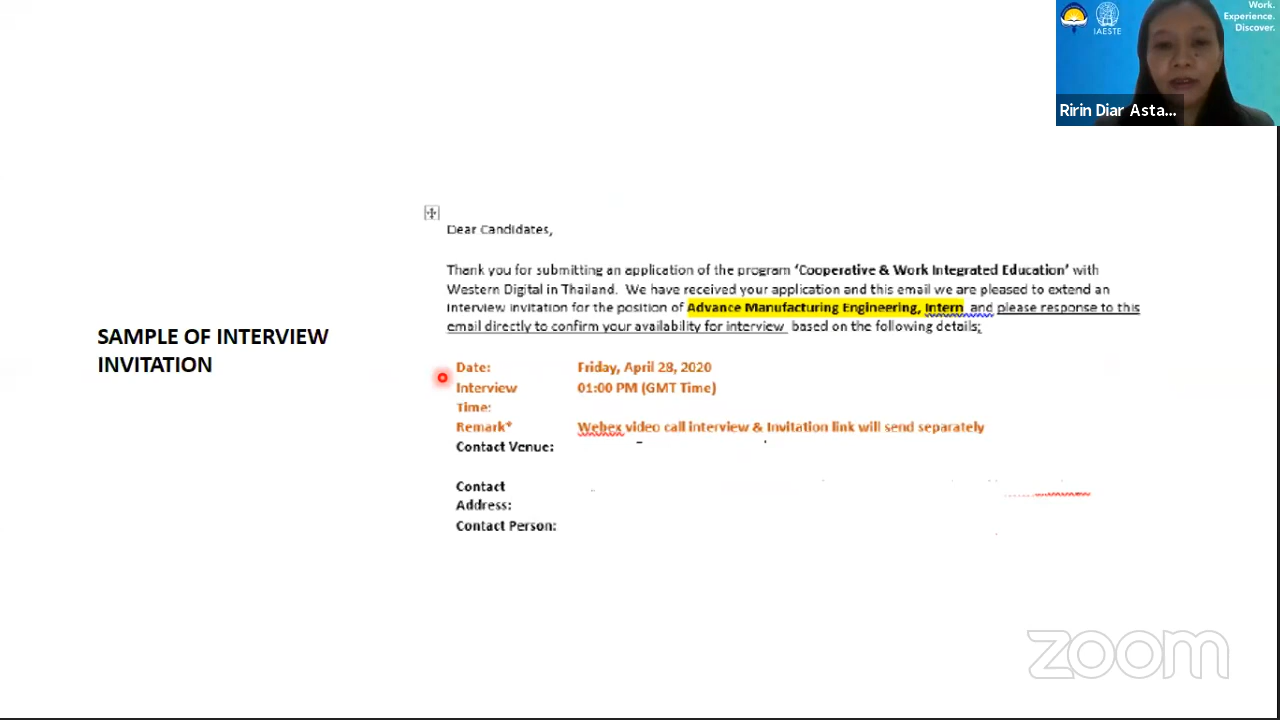 Work.
Experience.
Discover.
IAESTE
Ririn Diar Asta...
Dear Candidates,
Thank you for submitting an application of the program ‘Cooperative & Work Integrated Education’ with
Western Digital in Thailand. We have received your application and this email we are pleased to extend an
interview invitation for the position of Advance Manufacturing Engineering, Intern and please response to this
email directly to confirm your availability for interview based on the following details;
SAMPLE OF INTERVIEW
INVITATION
Date: Friday, April 28, 2020
Interview 01:00 PM (GMT Time)
Time:
Remark* Webex video call interview & Invitation link will send separately
Contact Venue:
Contact
Address:
Contact Person:
zoom